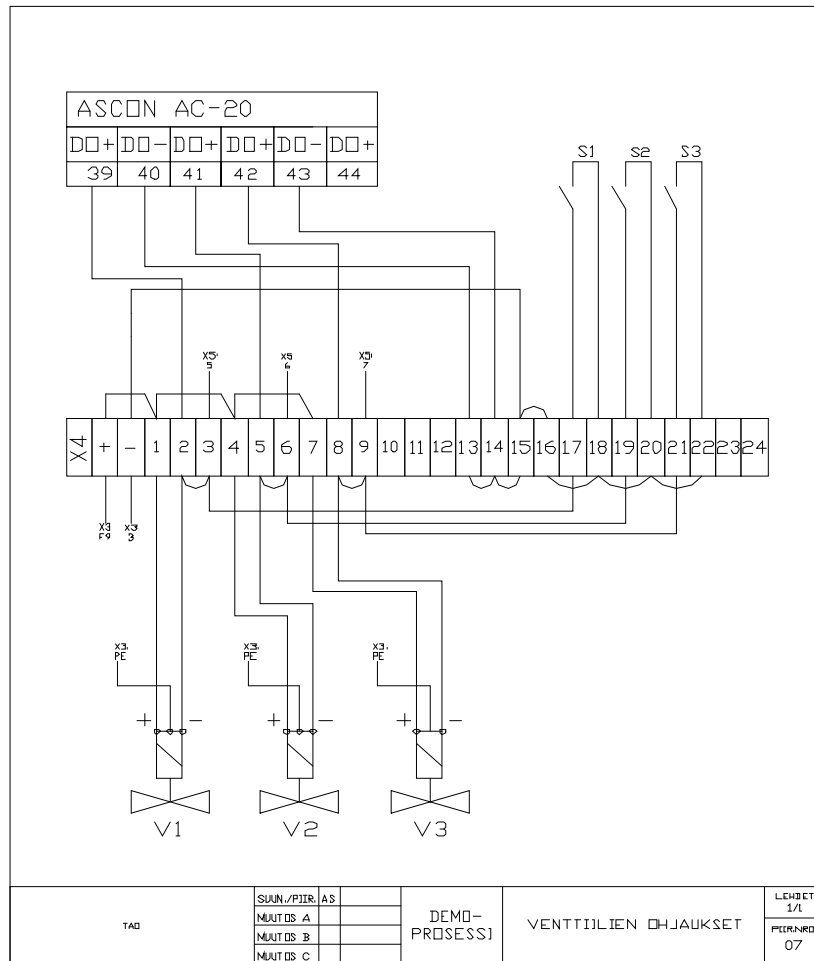 ASCON AC-20
DO+ DO- DO+ DO+ DO- DO+
39 40 41 42 43 44
S1 S2 S3
X5: X5 X5:
5 6 7
X4 + - 1 2 3 4 5 6 7 8 9 10 11 12 13 14 15 16 17 18 19 20 21 22 23 24
X3 X3
F9 3
X3. X3. X3.
PE PE PE
+ - + - + -
V1 V2 V3
TAO
SUUN./PIIR. AS
MUUTOS A
MUUTOS B
MUUTOS C
DEMO-
PROSESSI
VENTTIILIEN OHJAUKSET
LEHDET
1/1
PIIR.NRO
07